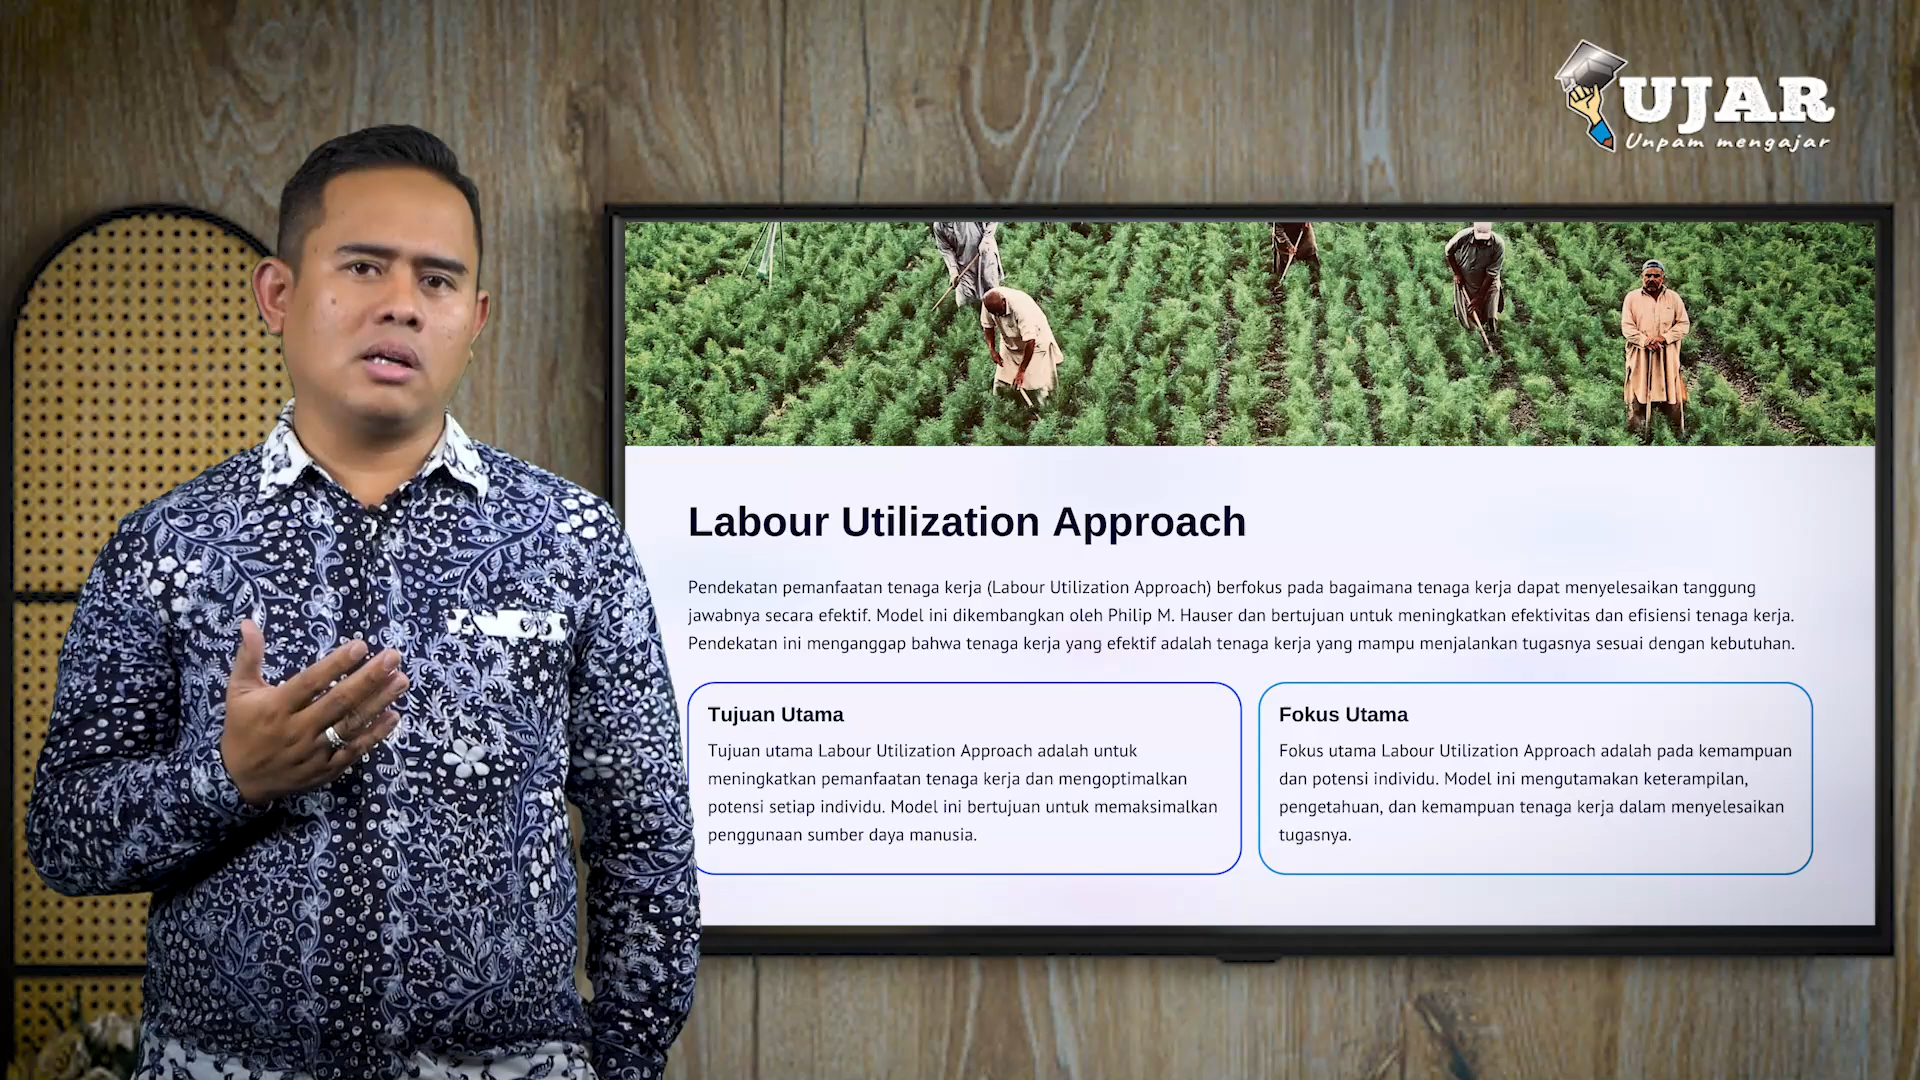 UJAR
Unpam mengajar
Labour Utilization Approach
Pendekatan pemanfaatan tenaga kerja (Labour Utilization Approach) berfokus pada bagaimana tenaga kerja dapat menyelesaikan tanggung
jawabnya secara efektif. Model ini dikembangkan oleh Philip M. Hauser dan bertujuan untuk meningkatkan efektivitas dan efisiensi tenaga kerja.
Pendekatan ini menganggap bahwa tenaga kerja yang efektif adalah tenaga kerja yang mampu menjalankan tugasnya sesuai dengan kebutuhan.
Tujuan Utama
Tujuan utama Labour Utilization Approach adalah untuk
meningkatkan pemanfaatan tenaga kerja dan mengoptimalkan
potensi setiap individu. Model ini bertujuan untuk memaksimalkan
penggunaan sumber daya manusia.
Fokus Utama
Fokus utama Labour Utilization Approach adalah pada kemampuan
dan potensi individu. Model ini mengutamakan keterampilan,
pengetahuan, dan kemampuan tenaga kerja dalam menyelesaikan
tugasnya.